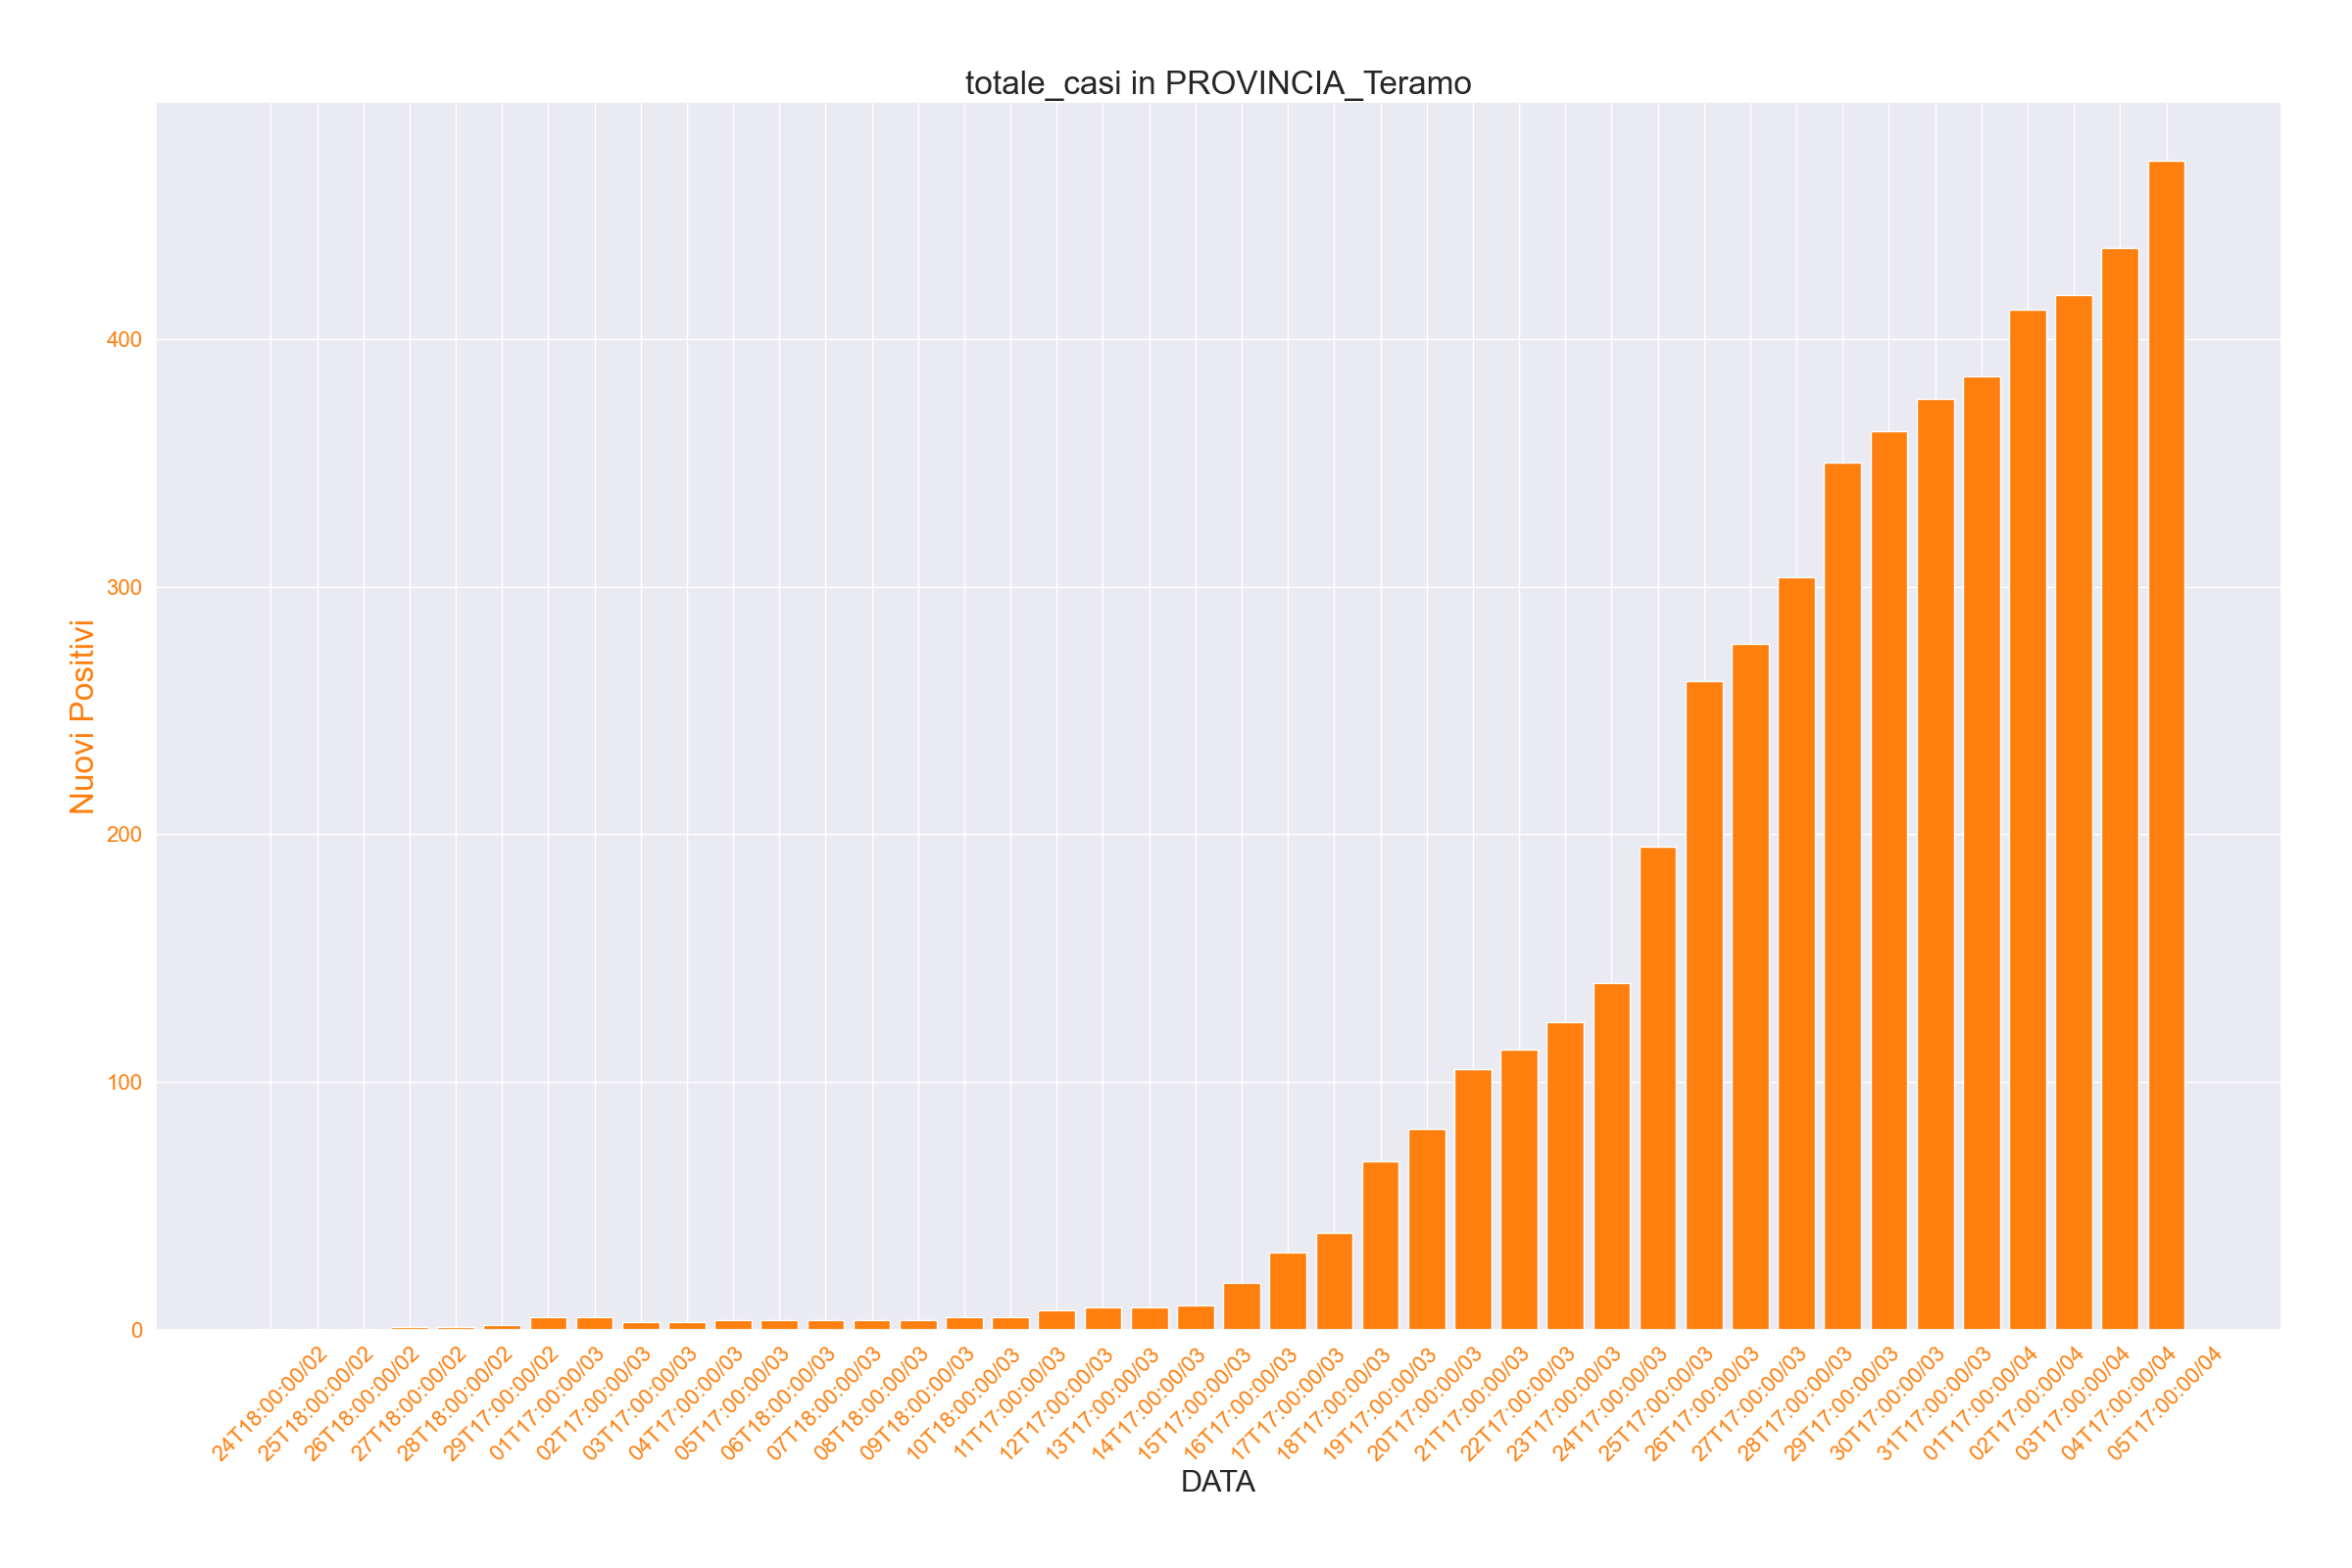 totale_casi in PROVINCIA_Teramo
Nuovi Positivi
400
300
200
100
0
24T18:00:00/02
25T18:00:00/02
26T18:00:00/02
27T18:00:00/02
28T18:00:00/02
29T17:00:00/02
01T17:00:00/03
02T17:00:00/03
03T17:00:00/03
04T17:00:00/03
05T17:00:00/03
06T18:00:00/03
07T18:00:00/03
08T18:00:00/03
09T18:00:00/03
10T18:00:00/03
11T17:00:00/03
12T17:00:00/03
13T17:00:00/03
14T17:00:00/03
15T17:00:00/03
16T17:00:00/03
17T17:00:00/03
18T17:00:00/03
19T17:00:00/03
20T17:00:00/03
21T17:00:00/03
22T17:00:00/03
23T17:00:00/03
24T17:00:00/03
25T17:00:00/03
26T17:00:00/03
27T17:00:00/03
28T17:00:00/03
29T17:00:00/03
30T17:00:00/03
31T17:00:00/03
01T17:00:00/04
02T17:00:00/04
03T17:00:00/04
04T17:00:00/04
05T17:00:00/04
DATA